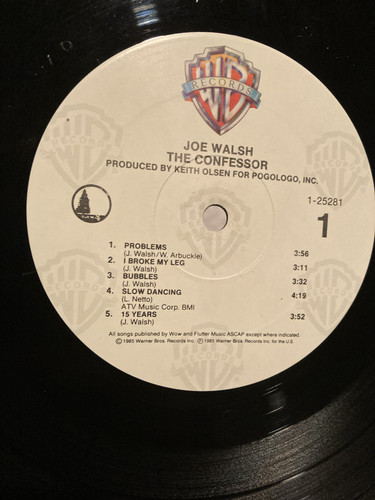 WB
RECORDS
JOE WALSH
THE CONFESSOR
PRODUCED BY KEITH OLSEN FOR POGOLOGO, INC.
1-25281
1
1. PROBLEMS
(J. Walsh/W. Arbuckle) 3:56
2. I BROKE MY LEG
(J. Walsh) 3:11
3. BUBBLES
(J. Walsh) 3:32
4. SLOW DANCING
(L. Netto) 4:19
ATV Music Corp. BMI
5. 15 YEARS
(J. Walsh) 3:52
All songs published by Wow and Flutter Music ASCAP except where indicated.
Ⓒ 1985 Warner Bros. Records Inc. Ⓟ 1985 Warner Bros. Records Inc. for the U.S.